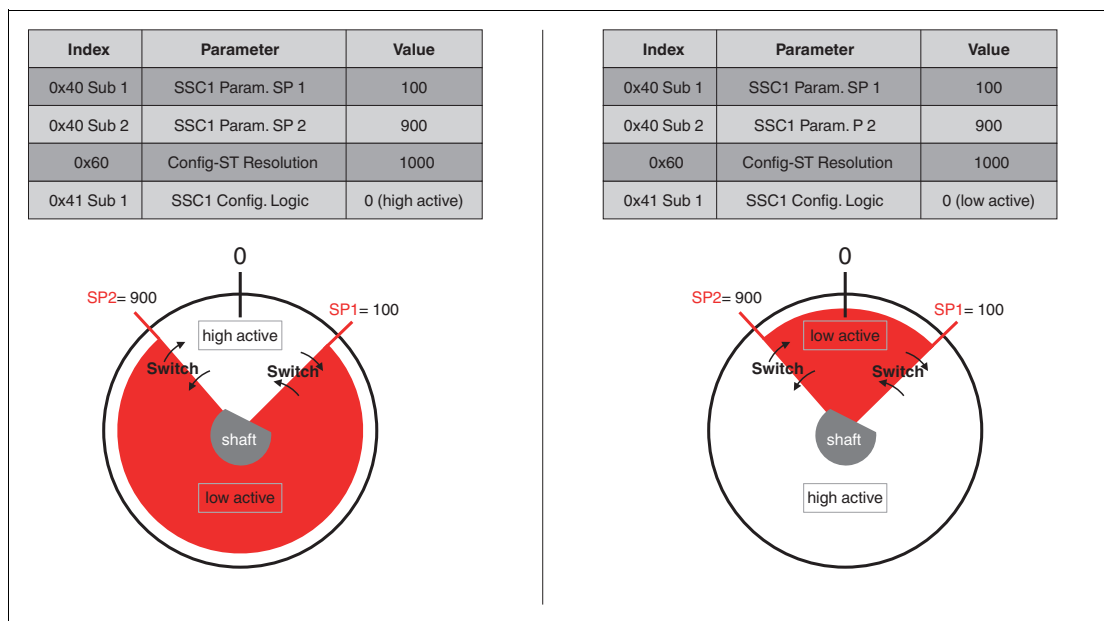 Index Parameter Value
0x40 Sub 1 SSC1 Param. SP 1 100
0x40 Sub 2 SSC1 Param. SP 2 900
0x60 Config-ST Resolution 1000
0x41 Sub 1 SSC1 Config. Logic 0 (high active)
0
SP2= 900
SP1= 100
high active
Switch
Switch
shaft
low active
Index Parameter Value
0x40 Sub 1 SSC1 Param. SP 1 100
0x40 Sub 2 SSC1 Param. P 2 900
0x60 Config-ST Resolution 1000
0x41 Sub 1 SSC1 Config. Logic 0 (low active)
0
SP2= 900
SP1= 100
low active
Switch
Switch
shaft
high active